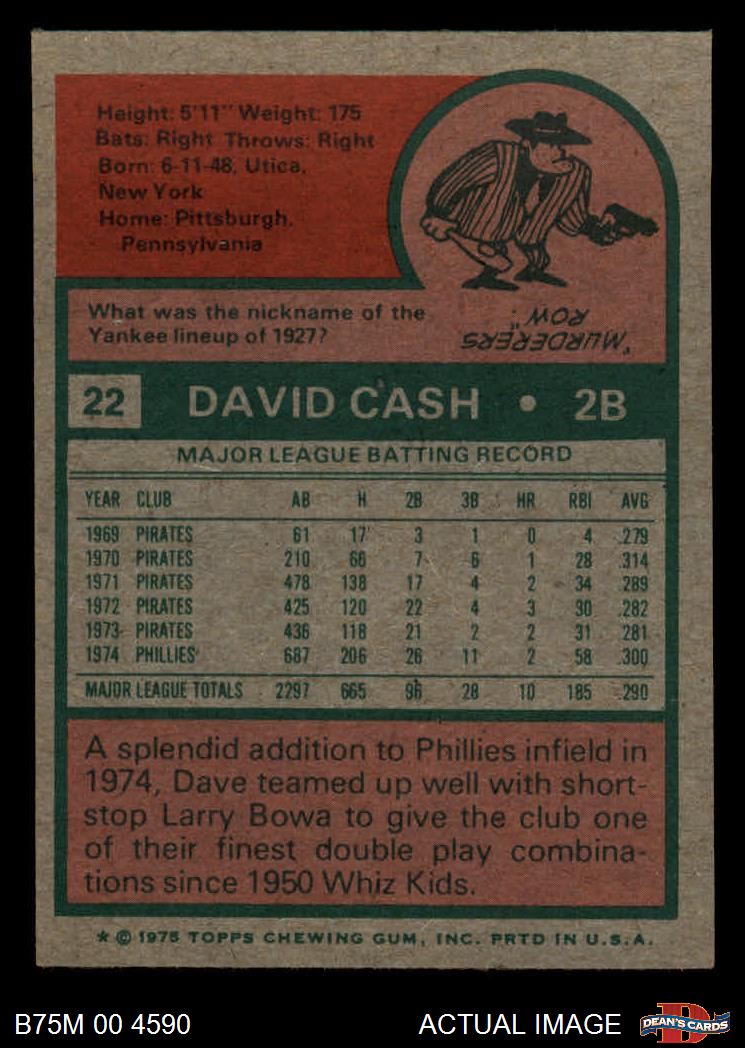 Height: 5'11" Weight: 175
Bats: Right Throws: Right
Born: 6-11-48, Utica,
New York
Home: Pittsburgh,
Pennsylvania
What was the nickname of the
Yankee lineup of 1927?
"MURDERERS
ROW"
22 DAVID CASH • 2B
MAJOR LEAGUE BATTING RECORD
YEAR CLUB AB H 2B 3B HR RBI AVG
1969 PIRATES 61 17 3 1 0 4 .279
1970 PIRATES 210 66 7 6 1 28 .314
1971 PIRATES 478 138 17 4 2 34 .289
1972 PIRATES 425 120 22 4 3 30 .282
1973 PIRATES 436 118 21 2 2 31 .281
1974 PHILLIES 687 206 26 11 2 58 .300
MAJOR LEAGUE TOTALS 2297 665 96 28 10 185 .290
A splendid addition to Phillies infield in
1974, Dave teamed up well with short-
stop Larry Bowa to give the club one
of their finest double play combina-
tions since 1950 Whiz Kids.
* © 1975 TOPPS CHEWING GUM, INC. PRTD IN U.S.A.
B75M 00 4590 ACTUAL IMAGE DEAN'S CARDS